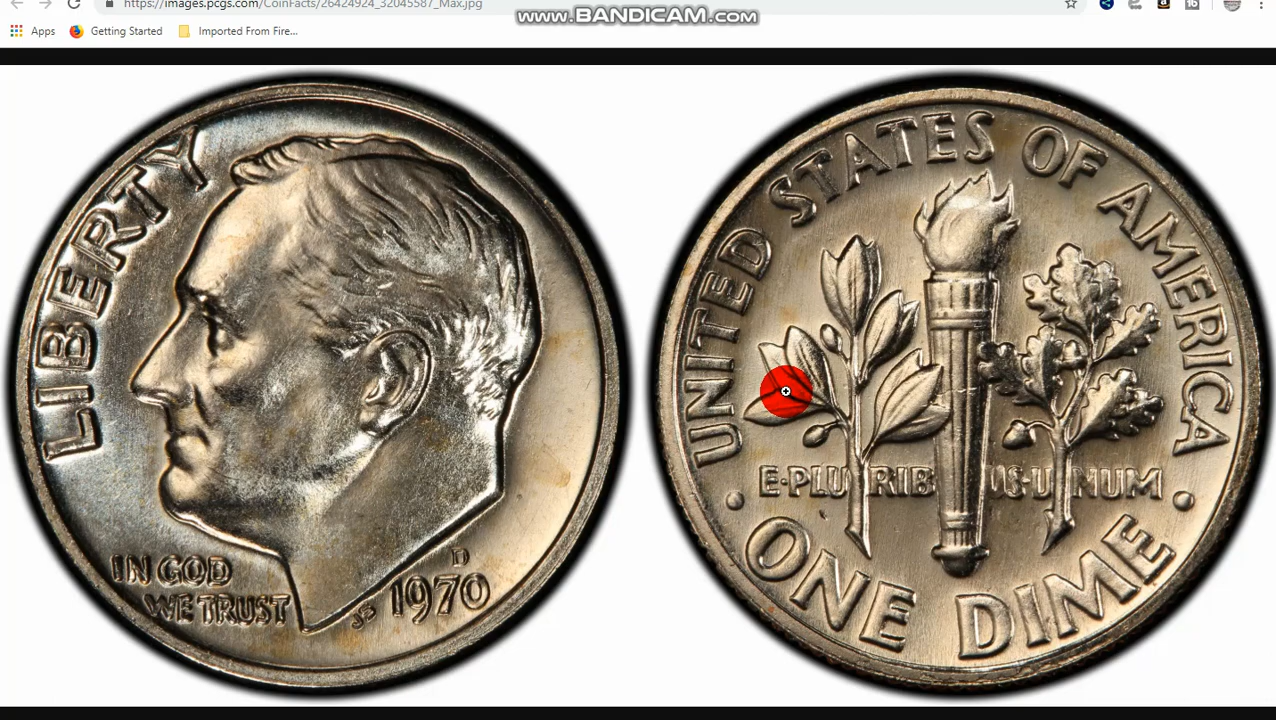 https://images.pcgs.com/CoinFacts/26424924_32045587_Max.jpg
www.BANDICAM.com
Apps
Getting Started
Imported From Fire...
16
LIBERTY
IN GOD
WE TRUST
JS
D
1970
UNITED STATES OF AMERICA
E·PLURIBUS·UNUM
ONE DIME